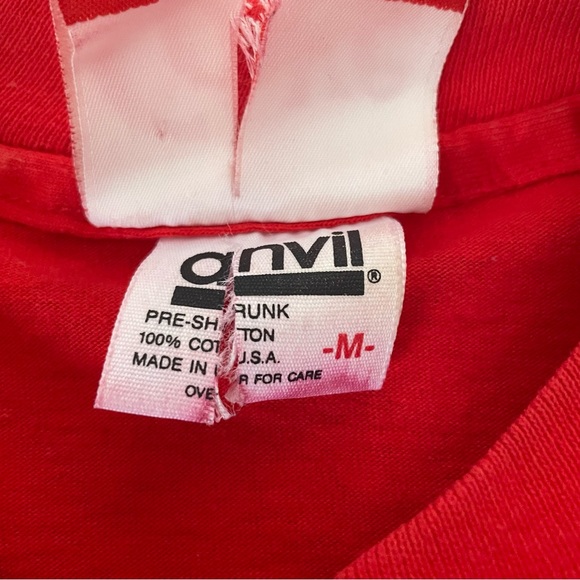 anvil®
PRE-SHRUNK
100% COTTON
MADE IN U.S.A.
-M-
OVER FOR CARE